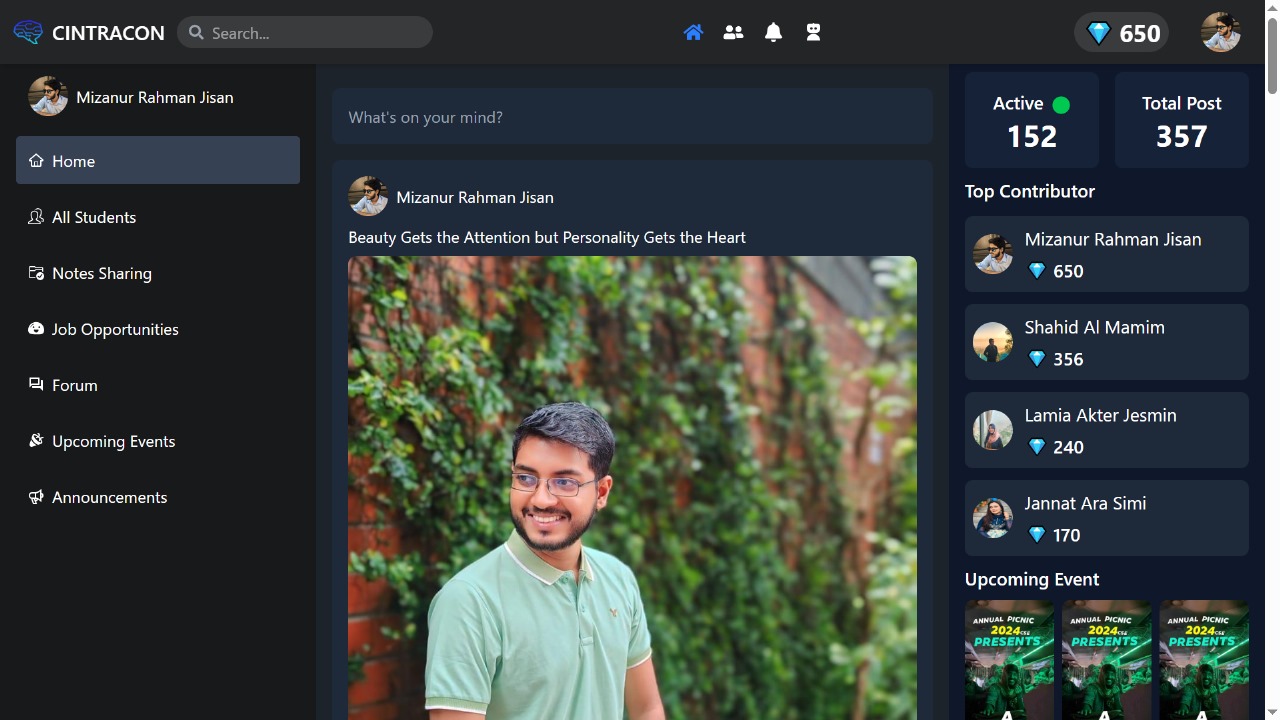 CINTRACON
Search...
650
Mizanur Rahman Jisan
Home
All Students
Notes Sharing
Job Opportunities
Forum
Upcoming Events
Announcements
What's on your mind?
Mizanur Rahman Jisan
Beauty Gets the Attention but Personality Gets the Heart
Active
152
Total Post
357
Top Contributor
Mizanur Rahman Jisan
650
Shahid Al Mamim
356
Lamia Akter Jesmin
240
Jannat Ara Simi
170
Upcoming Event
ANNUAL PICNIC
2024 CSE
PRESENTS
ANNUAL PICNIC
2024 CSE
PRESENTS
ANNUAL PICNIC
2024 CSE
PRESENTS